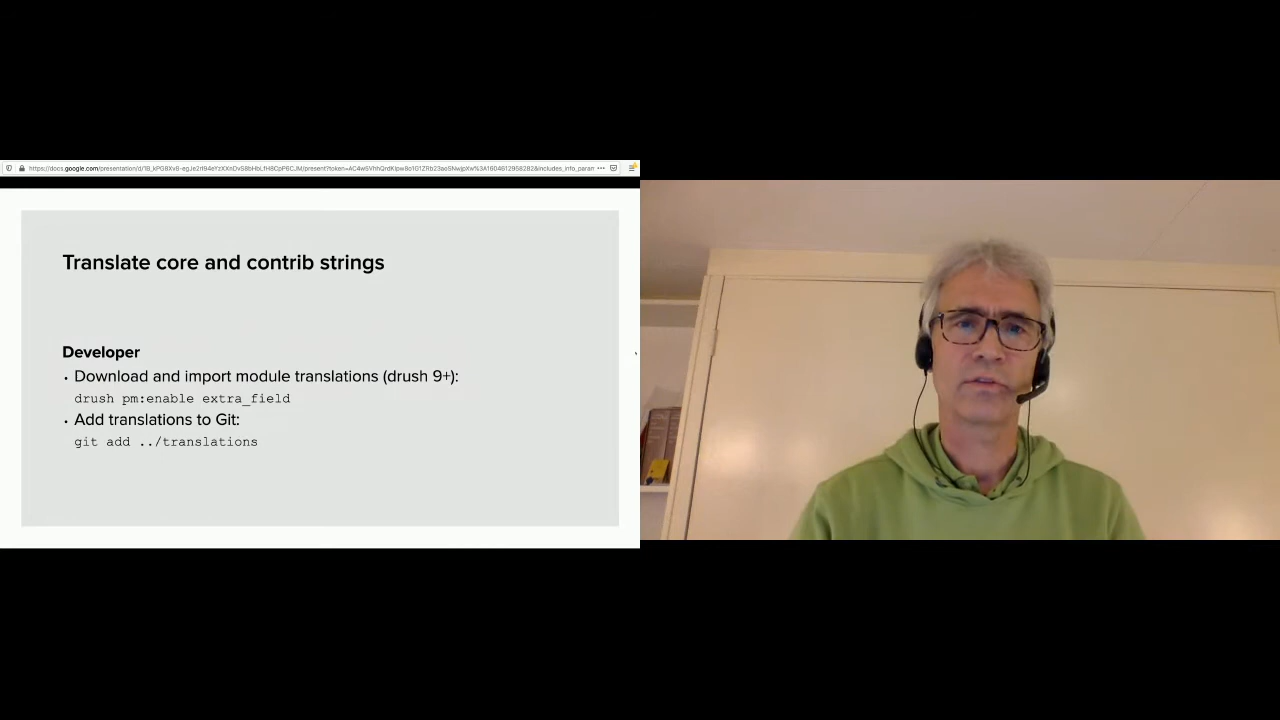 Translate core and contrib strings
Developer
• Download and import module translations (drush 9+):
drush pm:enable extra_field
• Add translations to Git:
git add ../translations